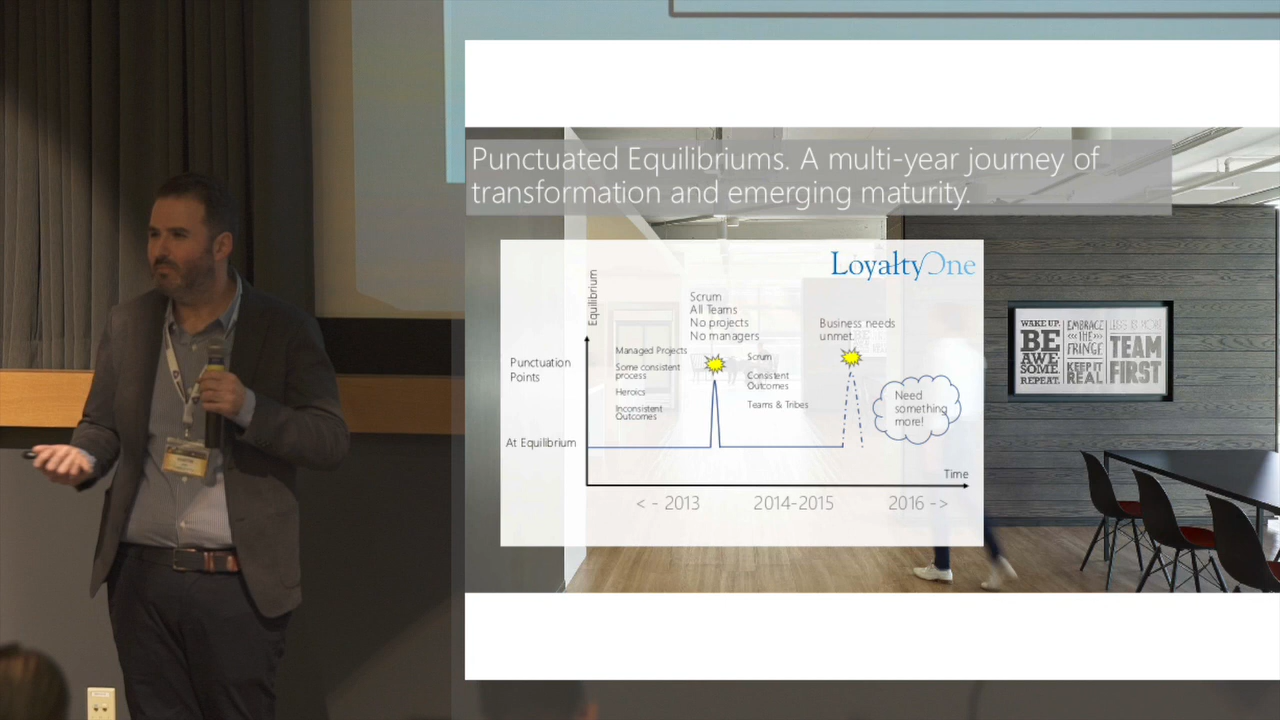 Punctuated Equilibriums. A multi-year journey of
transformation and emerging maturity.
LoyaltyOne
Equilibrium
Scrum
All Teams
No projects
No managers
Business needs
unmet.
Punctuation
Points
Managed Projects
Some consistent
process
Heroics
Inconsistent
Outcomes
Scrum
Consistent
Outcomes
Teams & Tribes
Need
something
more!
At Equilibrium
Time
< - 2013
2014-2015
2016 ->
WAKE UP.
BE
AWE
SOME.
REPEAT.
EMBRACE
<<THE>>
FRINGE
KEEP IT
REAL
LESS IS MORE
TEAM
FIRST